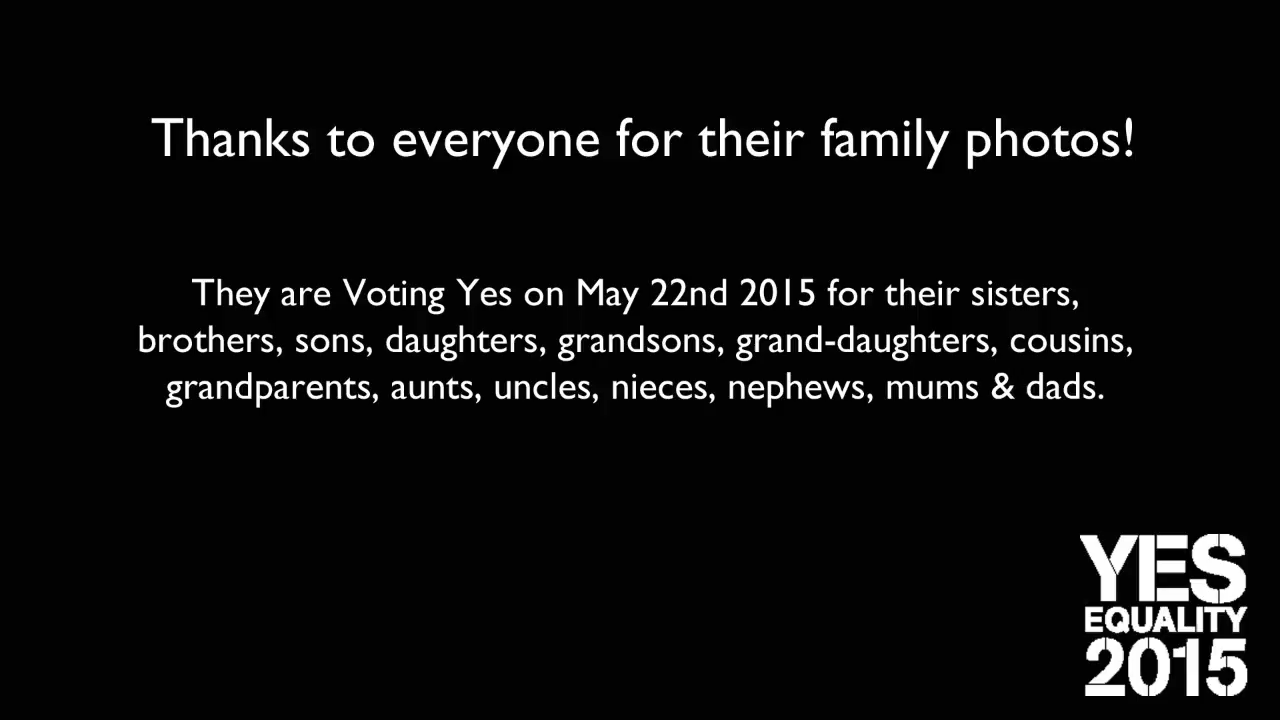 Thanks to everyone for their family photos!
They are Voting Yes on May 22nd 2015 for their sisters,
brothers, sons, daughters, grandsons, grand-daughters, cousins,
grandparents, aunts, uncles, nieces, nephews, mums & dads.
YES
EQUALITY
2015